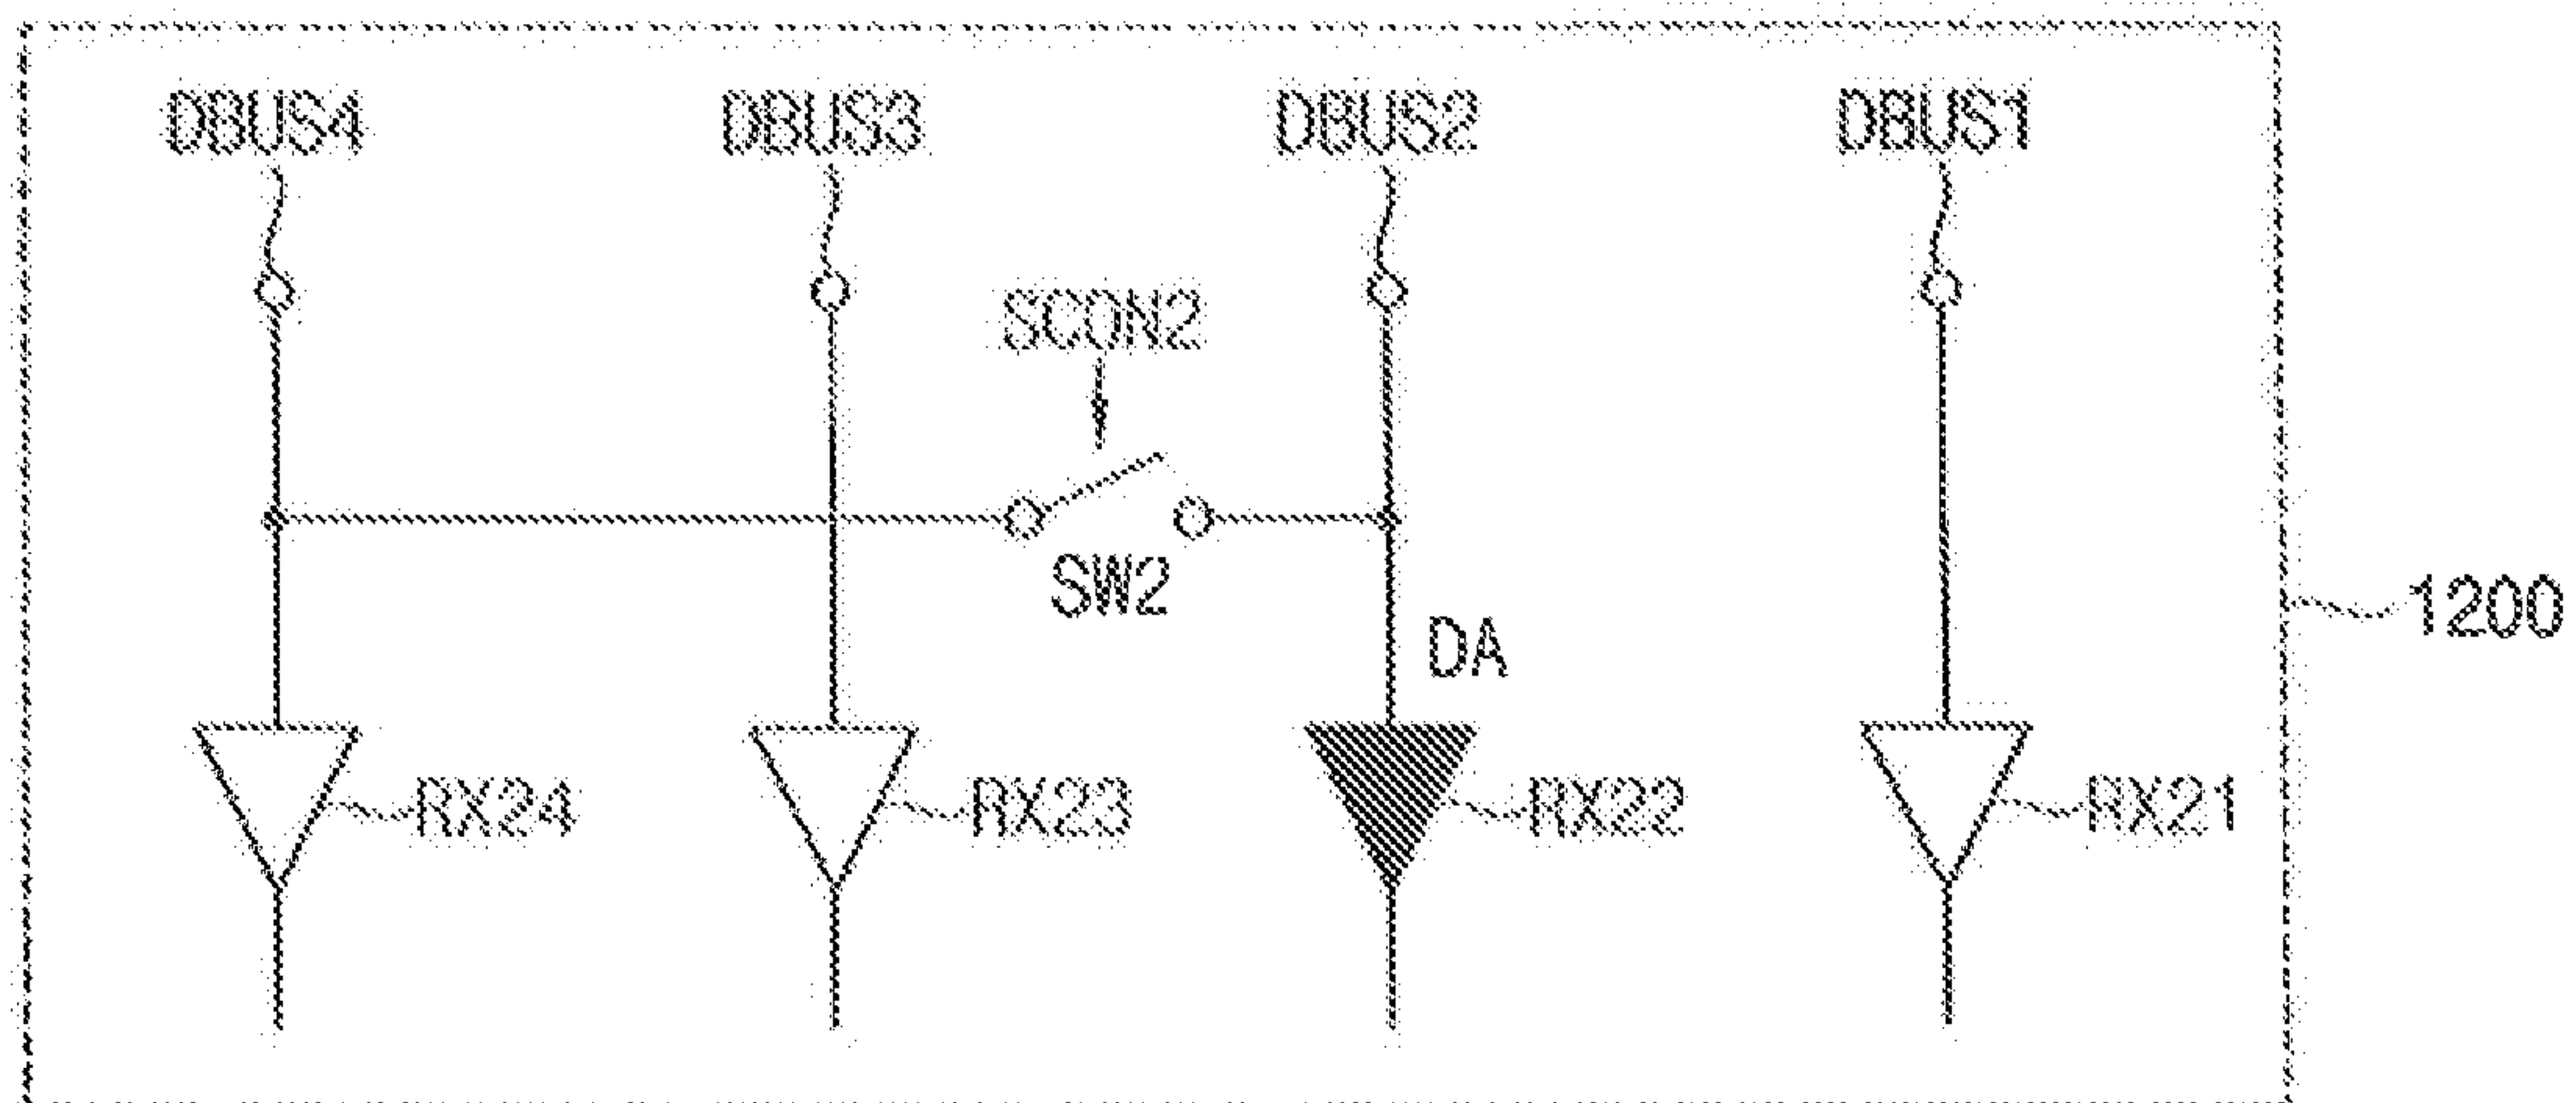 DBUS4 DBUS3 DBUS2 DBUS1
SCON2
SW2
1200
DA
RX24 RX23 RX22 RX21